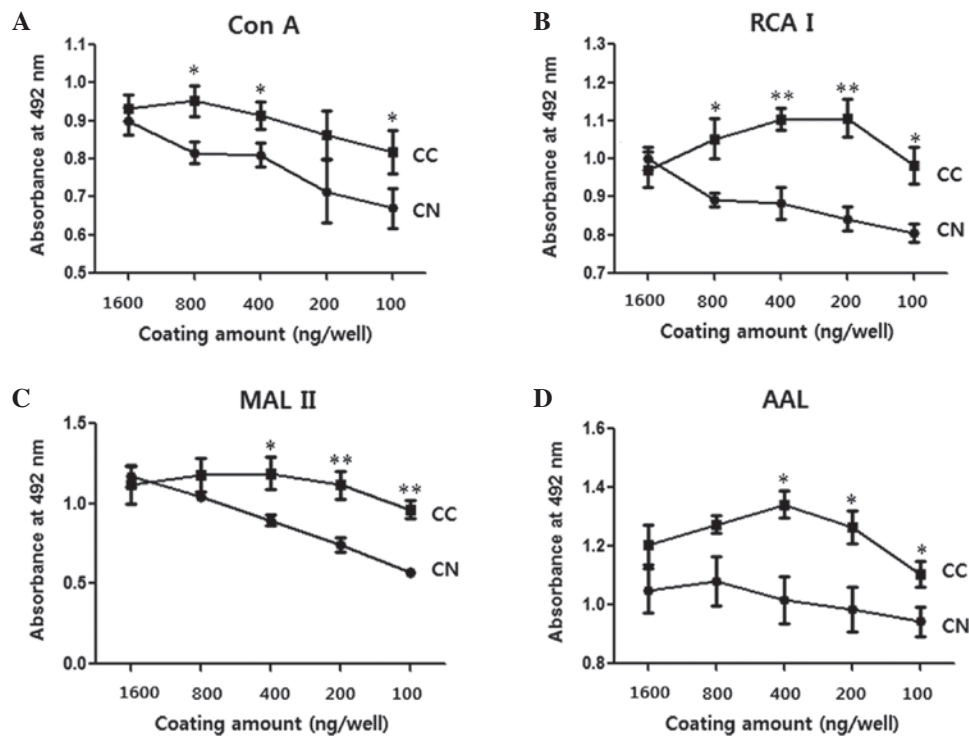 A
Con A
Absorbance at 492 nm
1.1
1.0
0.9
0.8
0.7
0.6
0.5
*
*
*
CC
CN
1600
800
400
200
100
Coating amount (ng/well)
B
RCA I
Absorbance at 492 nm
1.3
1.2
1.1
1.0
0.9
0.8
0.7
*
**
**
*
CC
CN
1600
800
400
200
100
Coating amount (ng/well)
C
MAL II
Absorbance at 492 nm
1.5
1.0
0.5
0.0
*
**
**
CC
CN
1600
800
400
200
100
Coating amount (ng/well)
D
AAL
Absorbance at 492 nm
1.6
1.4
1.2
1.0
0.8
*
*
*
CC
CN
1600
800
400
200
100
Coating amount (ng/well)